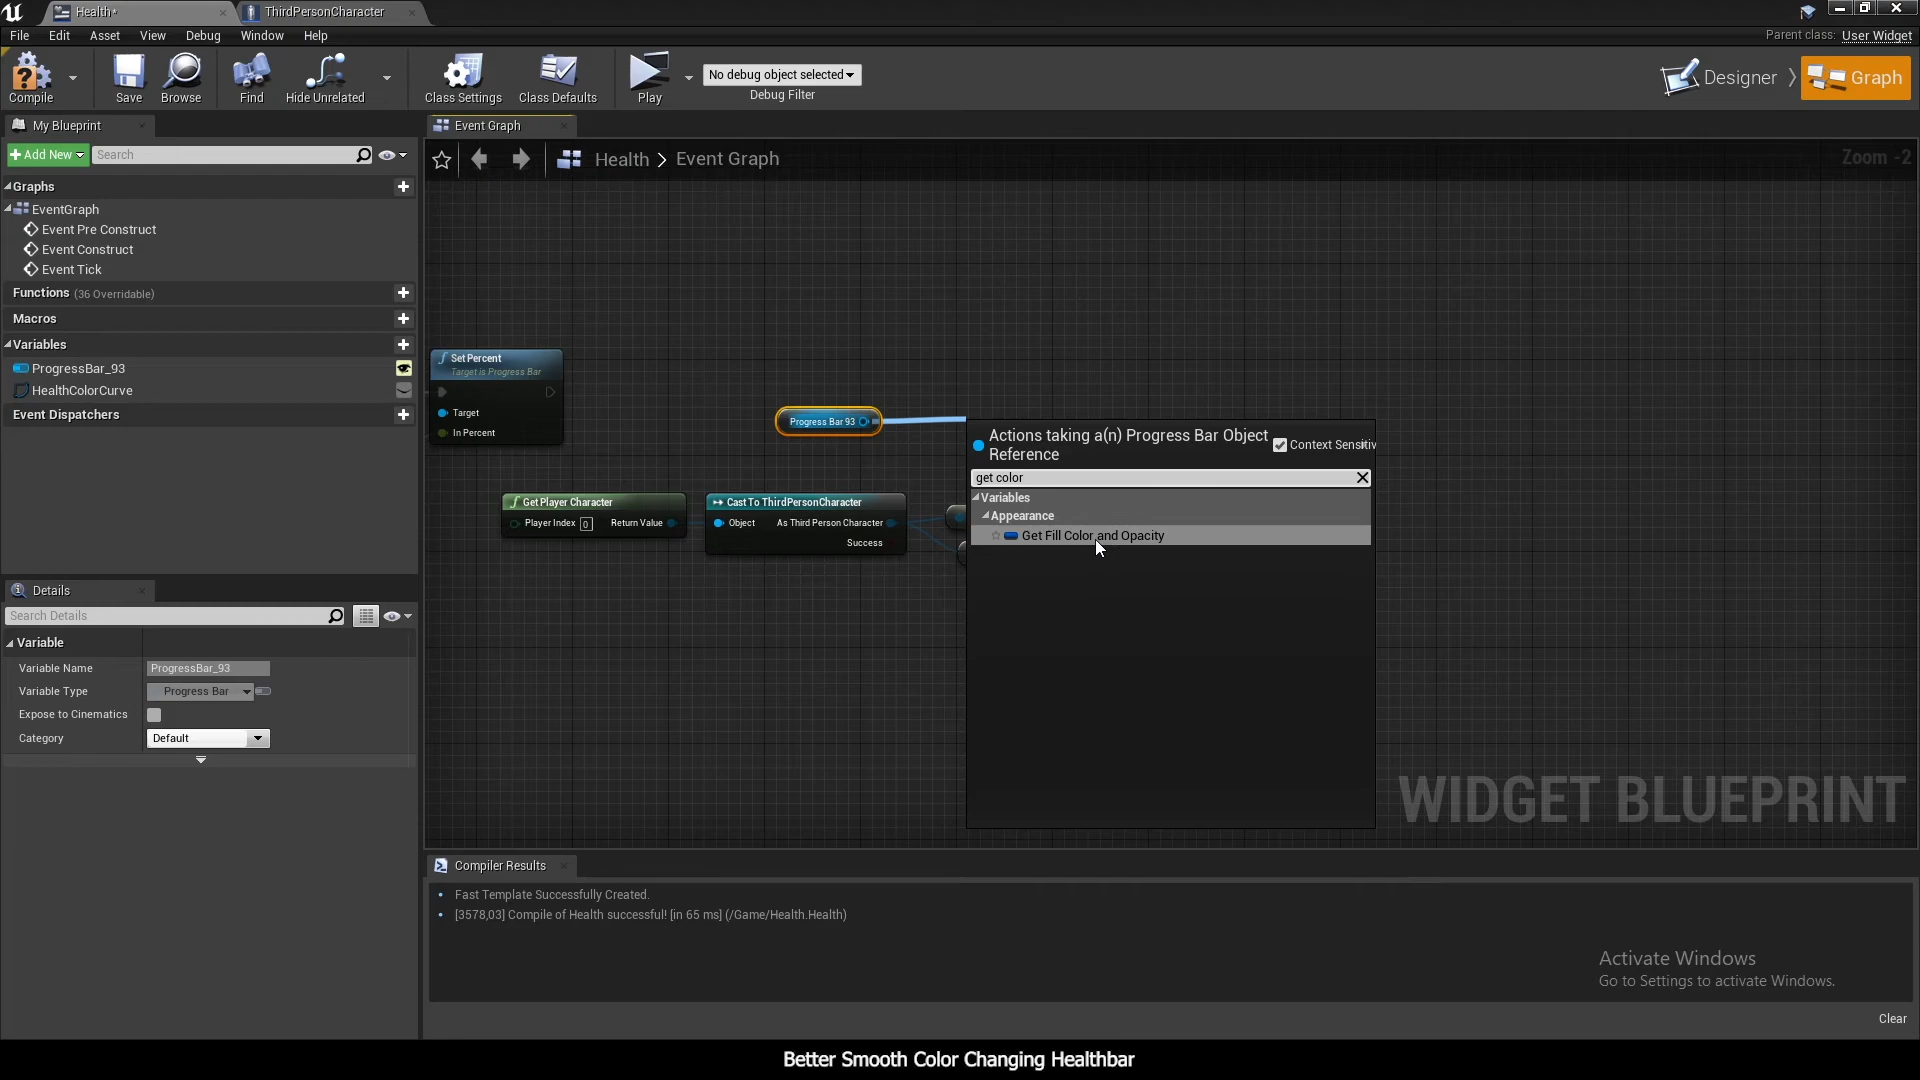 Health*
ThirdPersonCharacter
File Edit Asset View Debug Window Help
Parent class: User Widget
Compile
Save
Browse
Find
Hide Unrelated
Class Settings
Class Defaults
Play
No debug object selected
Debug Filter
Designer
Graph
My Blueprint
Event Graph
Add New
Search
Health > Event Graph
Zoom -2
Graphs
EventGraph
Event Pre Construct
Event Construct
Event Tick
Functions (36 Overridable)
Macros
Variables
ProgressBar_93
HealthColorCurve
Event Dispatchers
Set Percent
Target is Progress Bar
Target
In Percent
Progress Bar 93
Get Player Character
Player Index 0 Return Value
Cast To ThirdPersonCharacter
Object As Third Person Character
Success
Actions taking a(n) Progress Bar Object
Reference
Context Sensitiv
get color
Variables
Appearance
Get Fill Color and Opacity
Details
Search Details
Variable
Variable Name ProgressBar_93
Variable Type Progress Bar
Expose to Cinematics
Category Default
WIDGET BLUEPRINT
Compiler Results
• Fast Template Successfully Created.
• [3578,03] Compile of Health successful! [in 65 ms] (/Game/Health.Health)
Activate Windows
Go to Settings to activate Windows.
Clear
Better Smooth Color Changing Healthbar